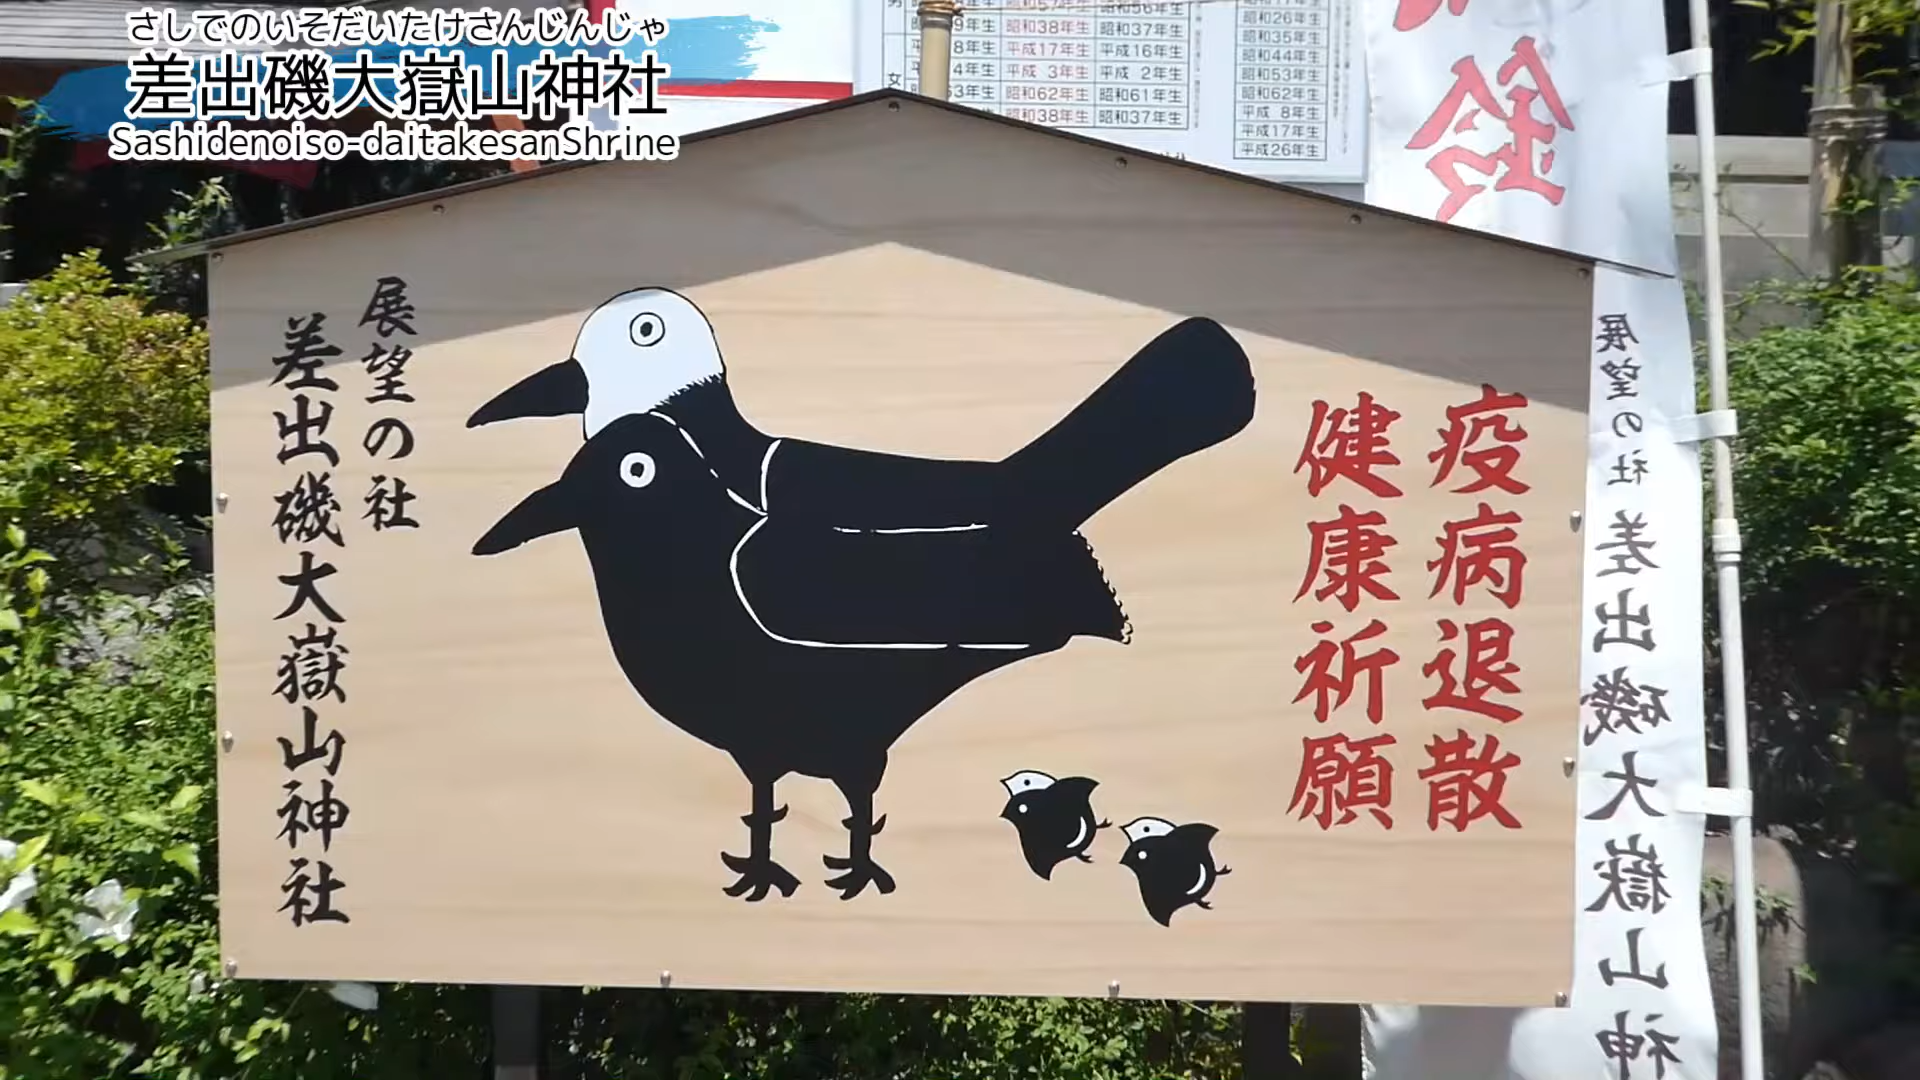 さしでのいそだいたけさんじんじゃ
差出磯大嶽山神社
Sashidenoiso-daitakesanShrine
昭和38年生 昭和37年生
平成17年生 平成16年生
平成 3年生 平成 2年生
昭和62年生 昭和61年生
昭和38年生 昭和37年生
昭和26年生
昭和35年生
昭和44年生
昭和53年生
昭和62年生
平成 8年生
平成17年生
平成26年生
女
鈴
疫病退散
健康祈願
展望の社
差出磯大嶽山神社
展望の社 差出磯大嶽山神